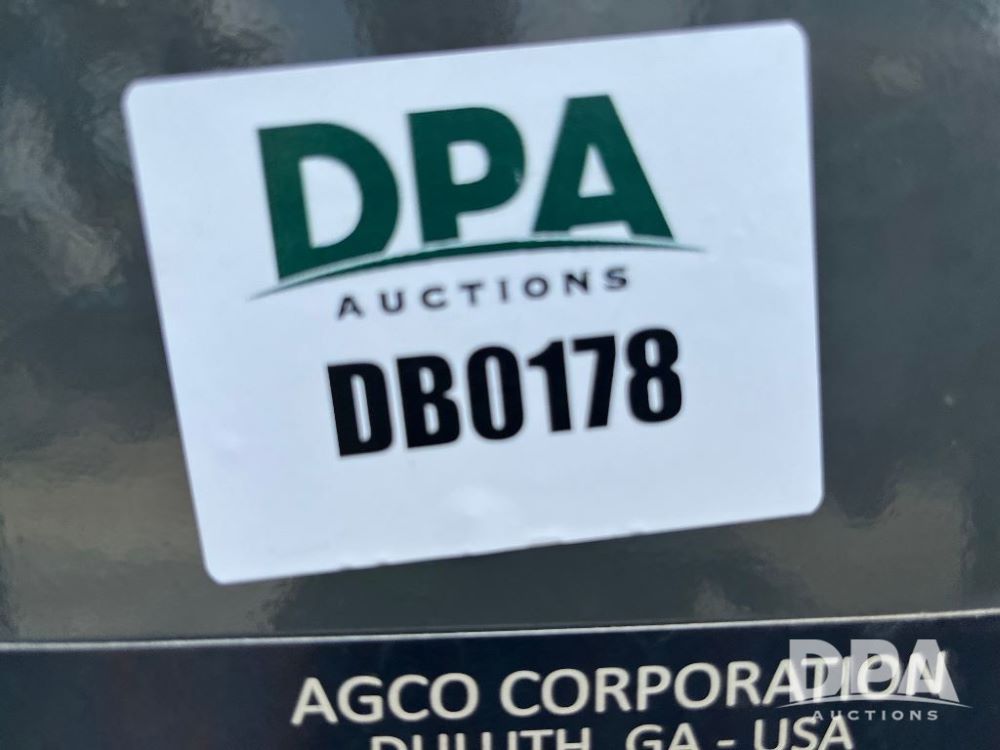 DPA
AUCTIONS
DB0178
AGCO CORPORATION
DULUTH, GA - USA
DPA
AUCTIONS